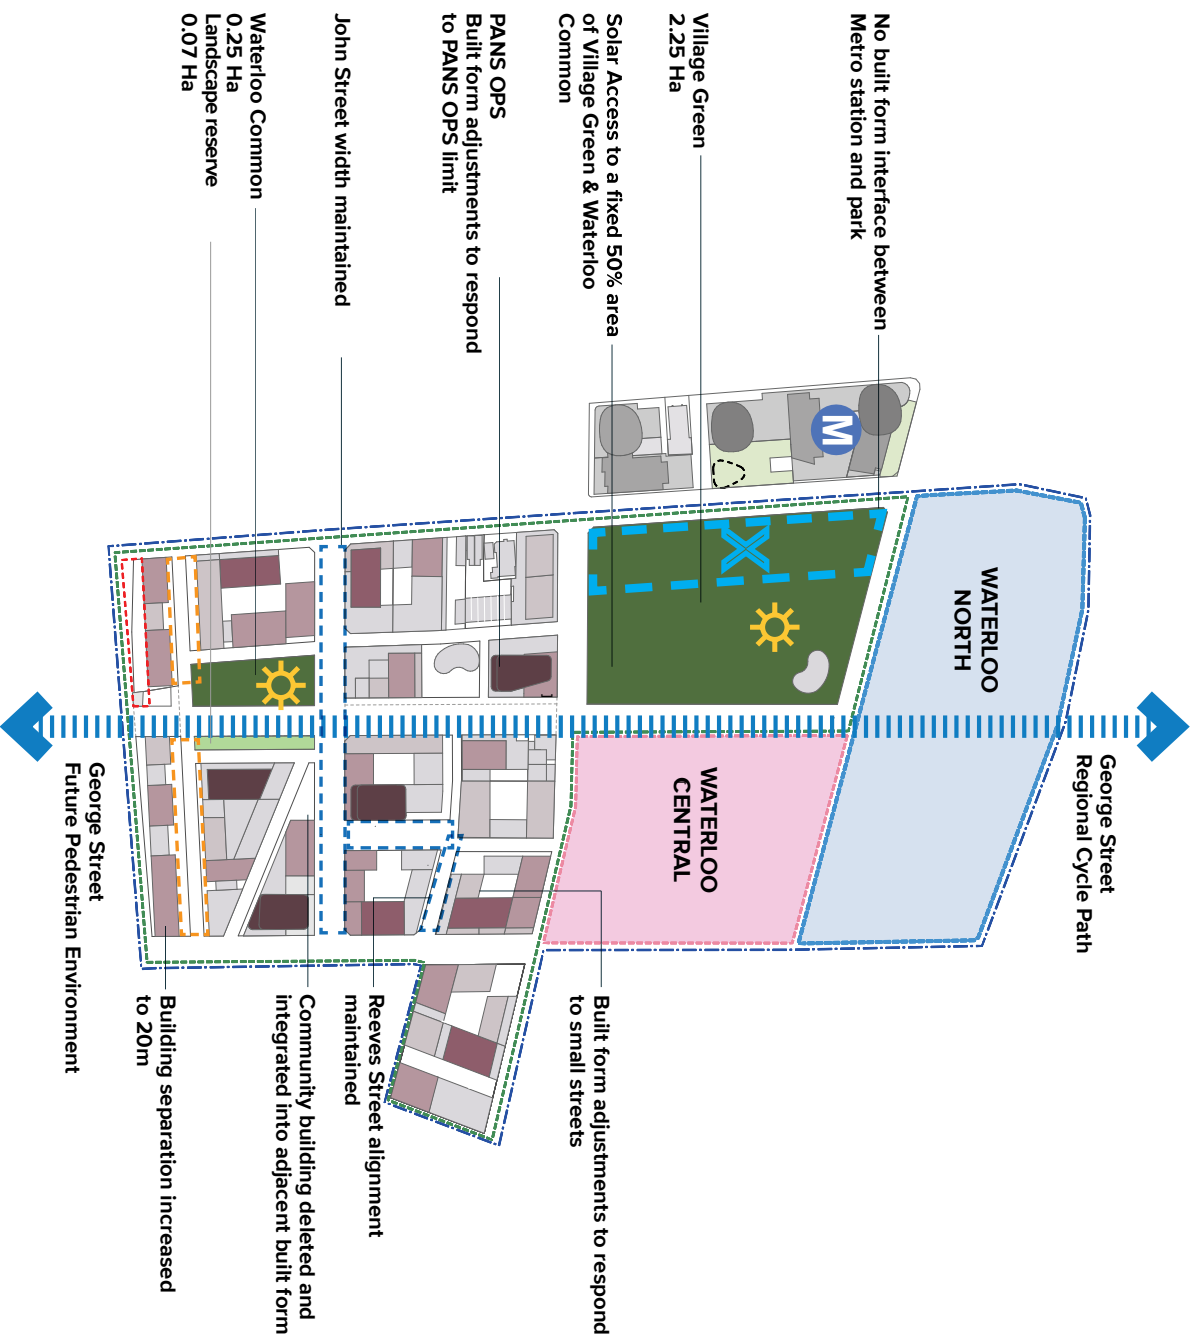 No built form interface between
Metro station and park
Village Green
2.25 Ha
Solar Access to a fixed 50% area
of Village Green & Waterloo
Common
PANS OPS
Built form adjustments to respond
to PANS OPS limit
John Street width maintained
Waterloo Common
0.25 Ha
Landscape reserve
0.07 Ha
M
WATERLOO
NORTH
WATERLOO
CENTRAL
George Street
Regional Cycle Path
George Street
Future Pedestrian Environment
Built form adjustments to respond
to small streets
Reeves Street alignment
maintained
Community building deleted and
integrated into adjacent built form
Building separation increased
to 20m